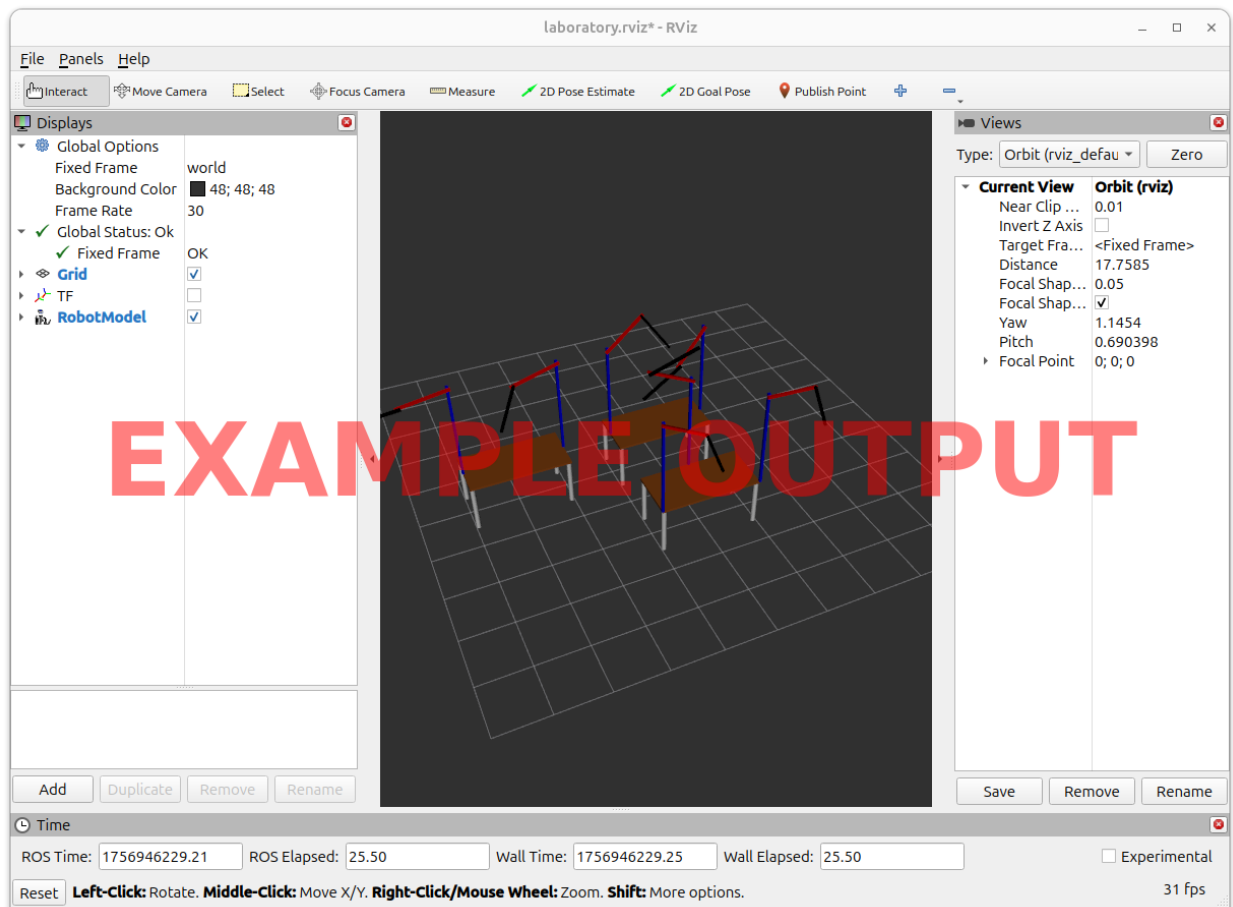 laboratory.rviz* - RViz
File Panels Help
Interact Move Camera Select Focus Camera Measure 2D Pose Estimate 2D Goal Pose Publish Point
Displays
Global Options
Fixed Frame world
Background Color 48; 48; 48
Frame Rate 30
Global Status: Ok
Fixed Frame OK
Grid
TF
RobotModel
Add Duplicate Remove Rename
EXAMPLE OUTPUT
Views
Type: Orbit (rviz_defau Zero
Current View Orbit (rviz)
Near Clip ... 0.01
Invert Z Axis
Target Fra... <Fixed Frame>
Distance 17.7585
Focal Shap... 0.05
Focal Shap...
Yaw 1.1454
Pitch 0.690398
Focal Point 0; 0; 0
Save Remove Rename
Time
ROS Time: 1756946229.21 ROS Elapsed: 25.50 Wall Time: 1756946229.25 Wall Elapsed: 25.50 Experimental
Reset Left-Click: Rotate. Middle-Click: Move X/Y. Right-Click/Mouse Wheel: Zoom. Shift: More options. 31 fps